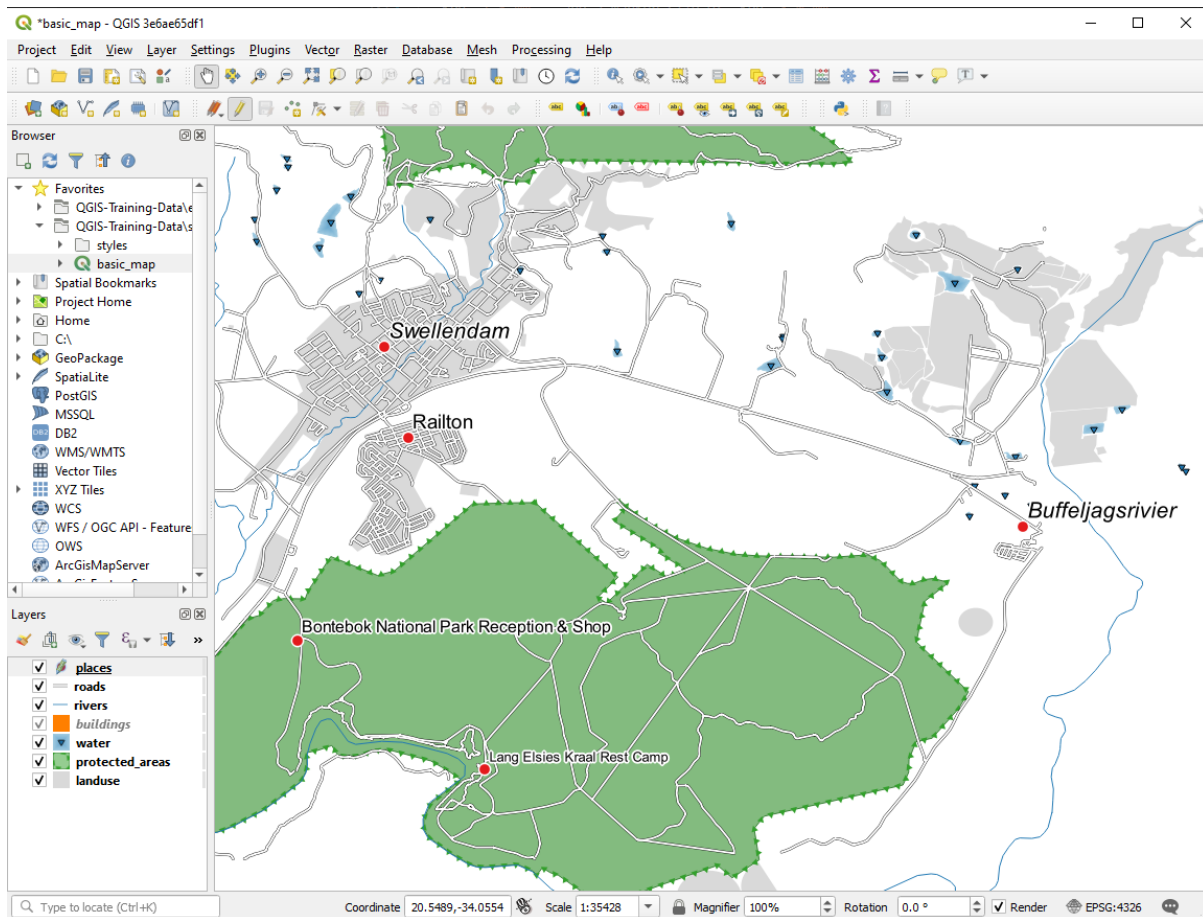 *basic_map - QGIS 3e6ae65df1
Project Edit View Layer Settings Plugins Vector Raster Database Mesh Processing Help
Browser
Favorites
QGIS-Training-Data\e
QGIS-Training-Data\s
styles
basic_map
Spatial Bookmarks
Project Home
Home
C:\
GeoPackage
SpatiaLite
PostGIS
MSSQL
DB2
WMS/WMTS
Vector Tiles
XYZ Tiles
WCS
WFS / OGC API - Feature
OWS
ArcGisMapServer
Layers
places
roads
rivers
buildings
water
protected_areas
landuse
Swellendam
Railton
Buffeljagsrivier
Bontebok National Park Reception & Shop
Lang Elsies Kraal Rest Camp
Type to locate (Ctrl+K) Coordinate 20.5489,-34.0554 Scale 1:35428 Magnifier 100% Rotation 0.0 ° Render EPSG:4326